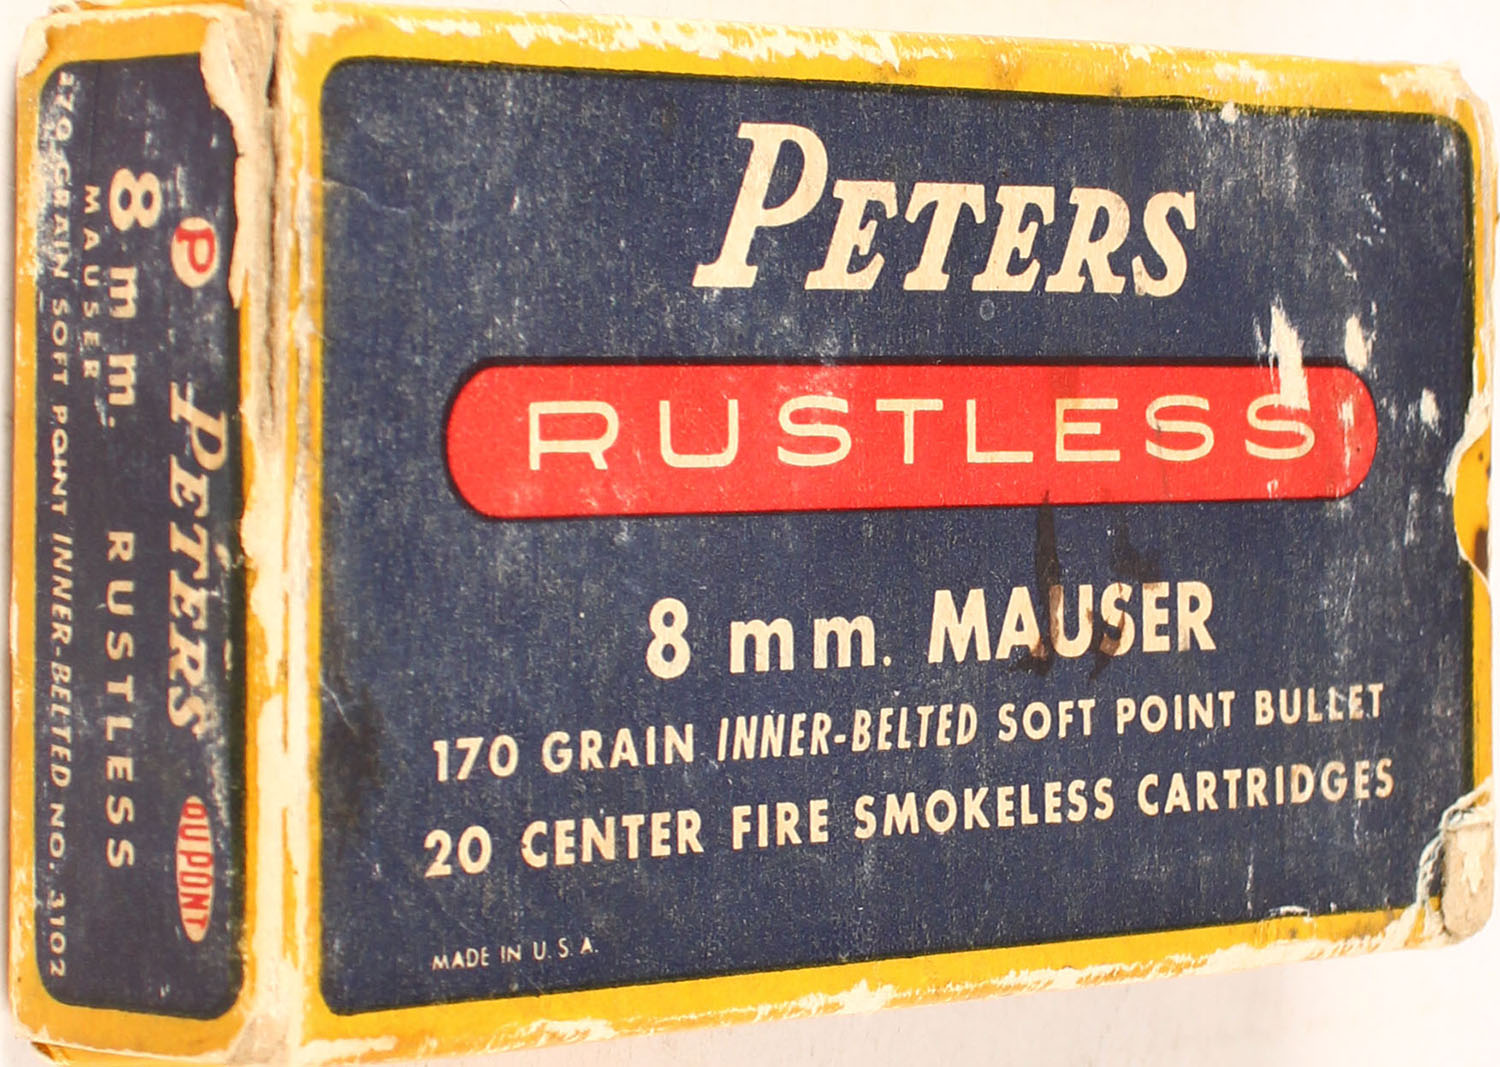 PETERS
RUSTLESS
8 mm. MAUSER
170 GRAIN INNER-BELTED SOFT POINT BULLET
20 CENTER FIRE SMOKELESS CARTRIDGES
MADE IN U.S.A.
P PETERS DUPONT
8 mm. RUSTLESS
MAUSER
170 GRAIN SOFT POINT INNER-BELTED NO. 3102